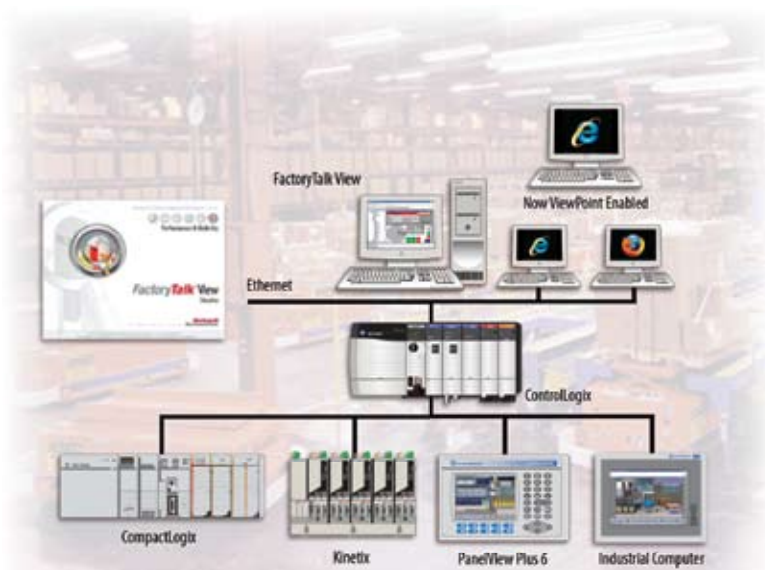 FactoryTalk View
Now ViewPoint Enabled
FactoryTalk View
Ethernet
ControlLogix
CompactLogix
Kinetix
PanelView Plus 6
Industrial Computer